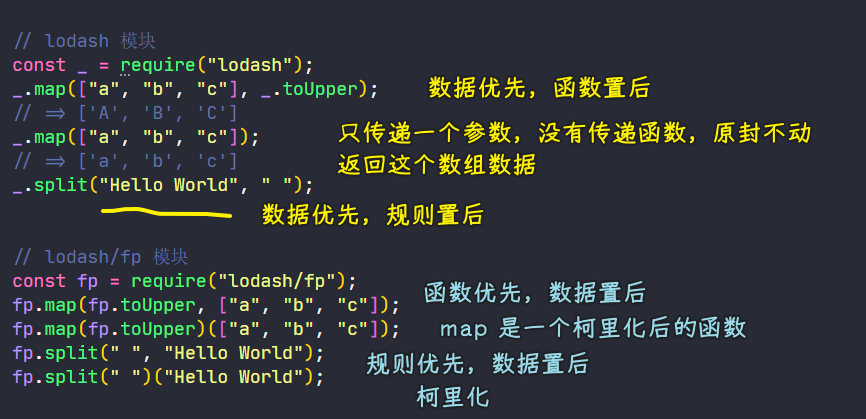 // lodash 模块
const _ = require("lodash");
_.map(["a", "b", "c"], _.toUpper); 数据优先，函数置后
// => ['A', 'B', 'C']
_.map(["a", "b", "c"]); 只传递一个参数，没有传递函数，原封不动
// => ['a', 'b', 'c'] 返回这个数组数据
_.split("Hello World", " ");
数据优先，规则置后
// lodash/fp 模块
const fp = require("lodash/fp");
fp.map(fp.toUpper, ["a", "b", "c"]); 函数优先，数据置后
fp.map(fp.toUpper)(["a", "b", "c"]); map 是一个柯里化后的函数
fp.split(" ", "Hello World"); 规则优先，数据置后
fp.split(" ")("Hello World");
柯里化